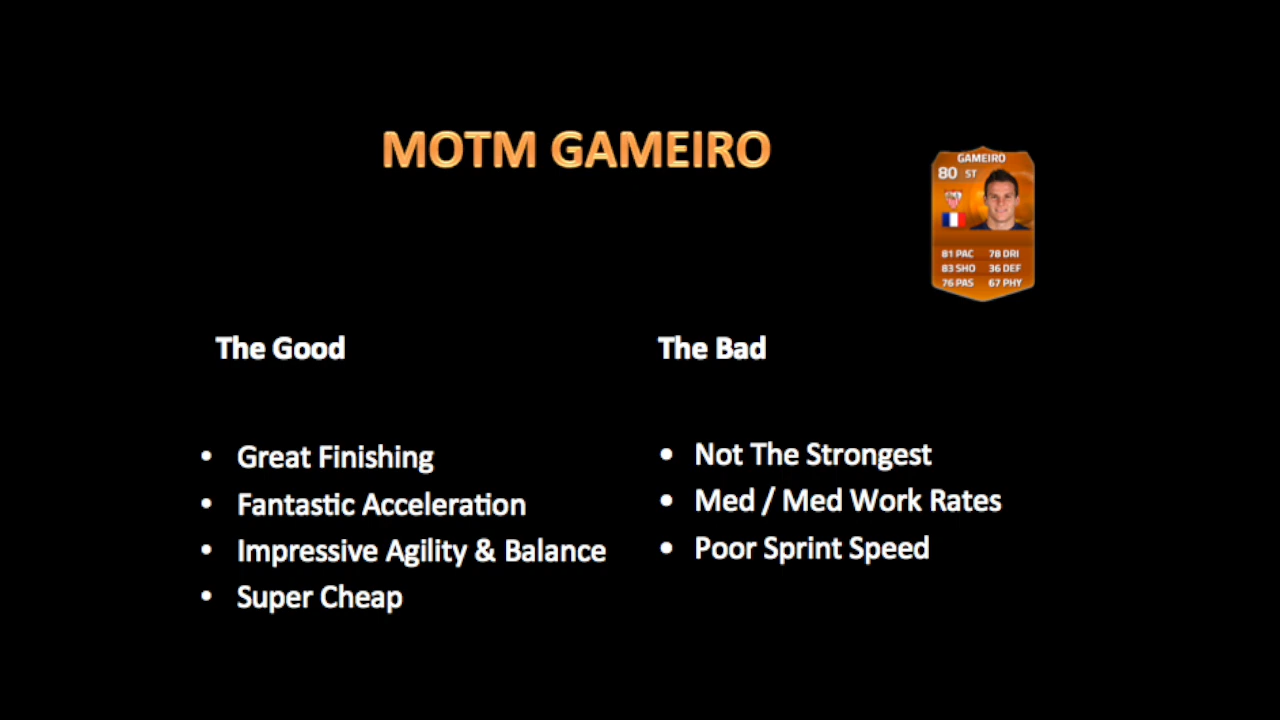 MOTM GAMEIRO
GAMEIRO
80 ST
81 PAC 78 DRI
83 SHO 36 DEF
76 PAS 67 PHY
The Good
• Great Finishing
• Fantastic Acceleration
• Impressive Agility & Balance
• Super Cheap
The Bad
• Not The Strongest
• Med / Med Work Rates
• Poor Sprint Speed